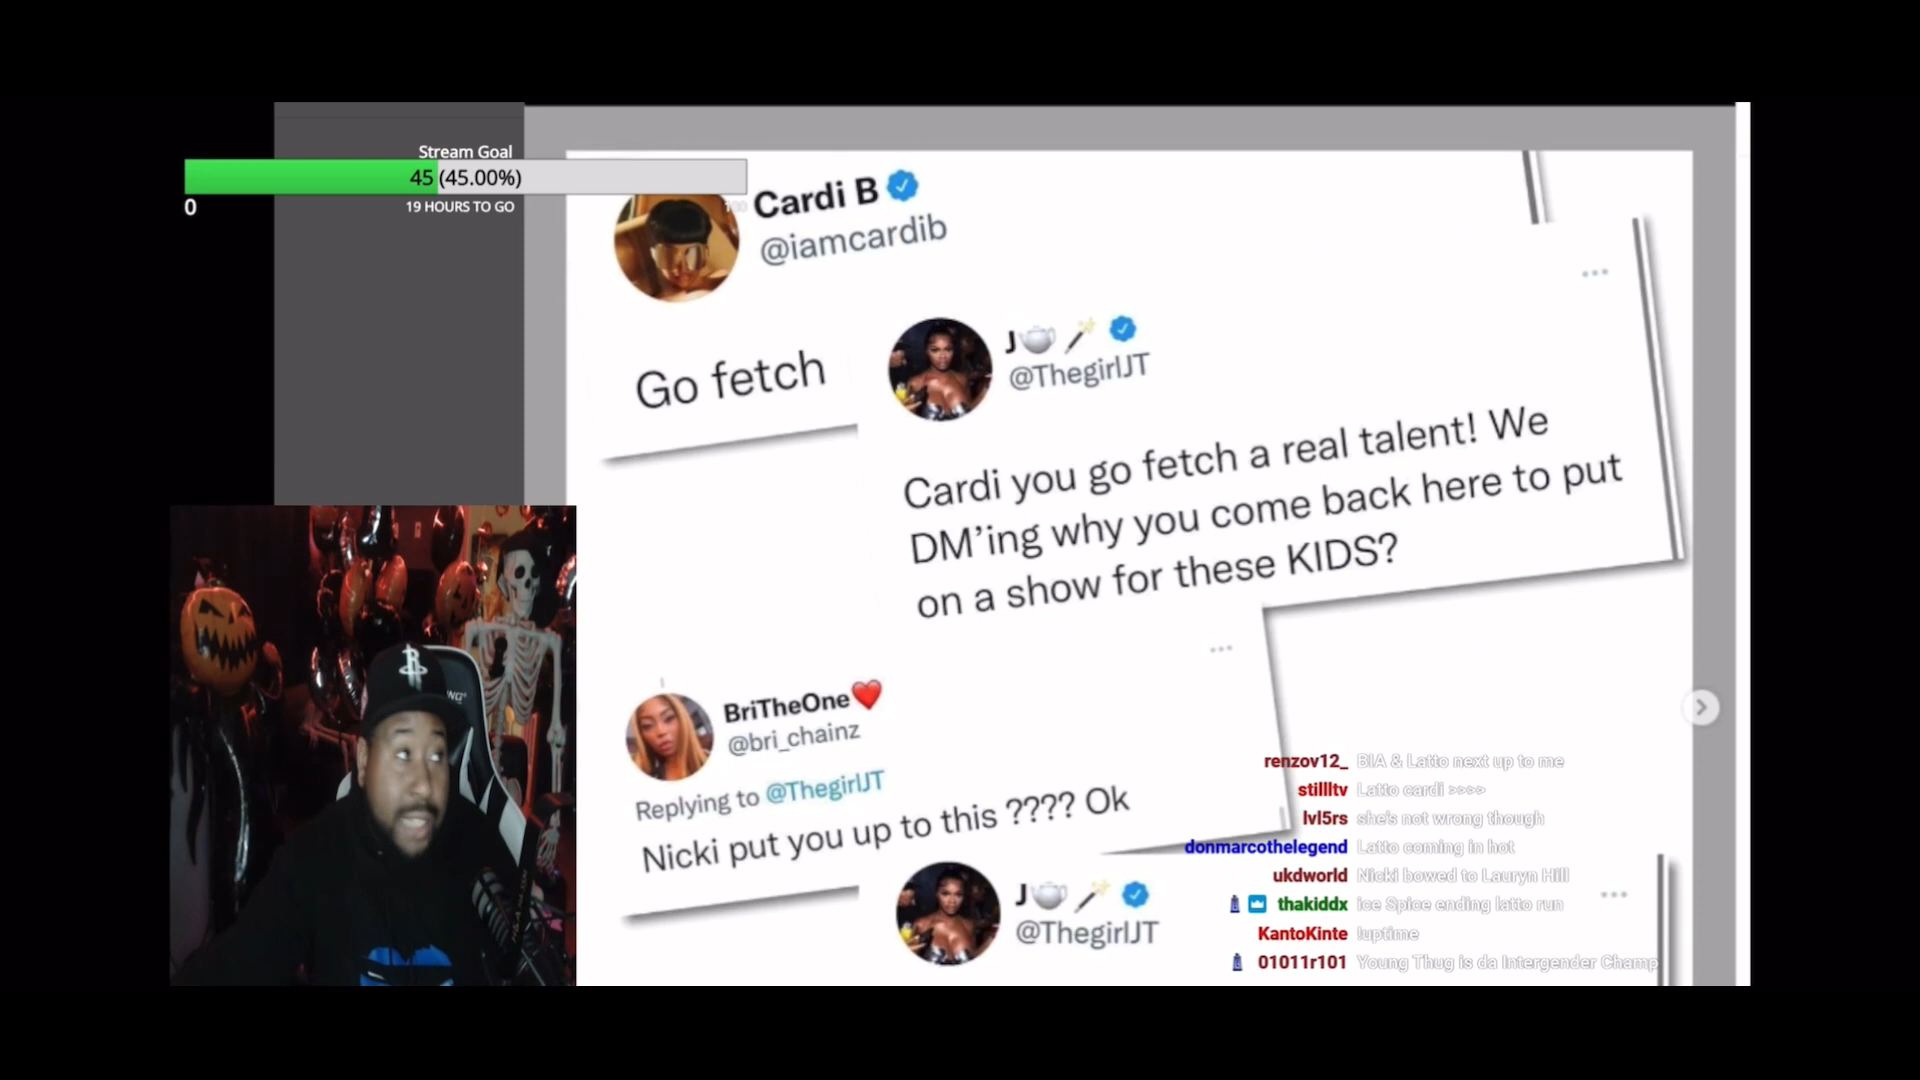 Stream Goal
45 (45.00%)
0
19 HOURS TO GO
Cardi B
@iamcardib
Go fetch
J🫖🪄
@ThegirlJT
Cardi you go fetch a real talent! We
DM’ing why you come back here to put
on a show for these KIDS?
BriTheOne❤️
@bri_chainz
Replying to @ThegirlJT
Nicki put you up to this ???? Ok
J🫖🪄
@ThegirlJT
renzov12_ BIA & Latto next up to me
stillltv Latto cardi >>>>
lvl5rs she's not wrong though
donmarcothelegend Latto coming in hot
ukdworld Nicki bowed to Lauryn Hill
thakiddx ice Spice ending latto run
KantoKinte !uptime
01011r101 Young Thug is da Intergender Champ